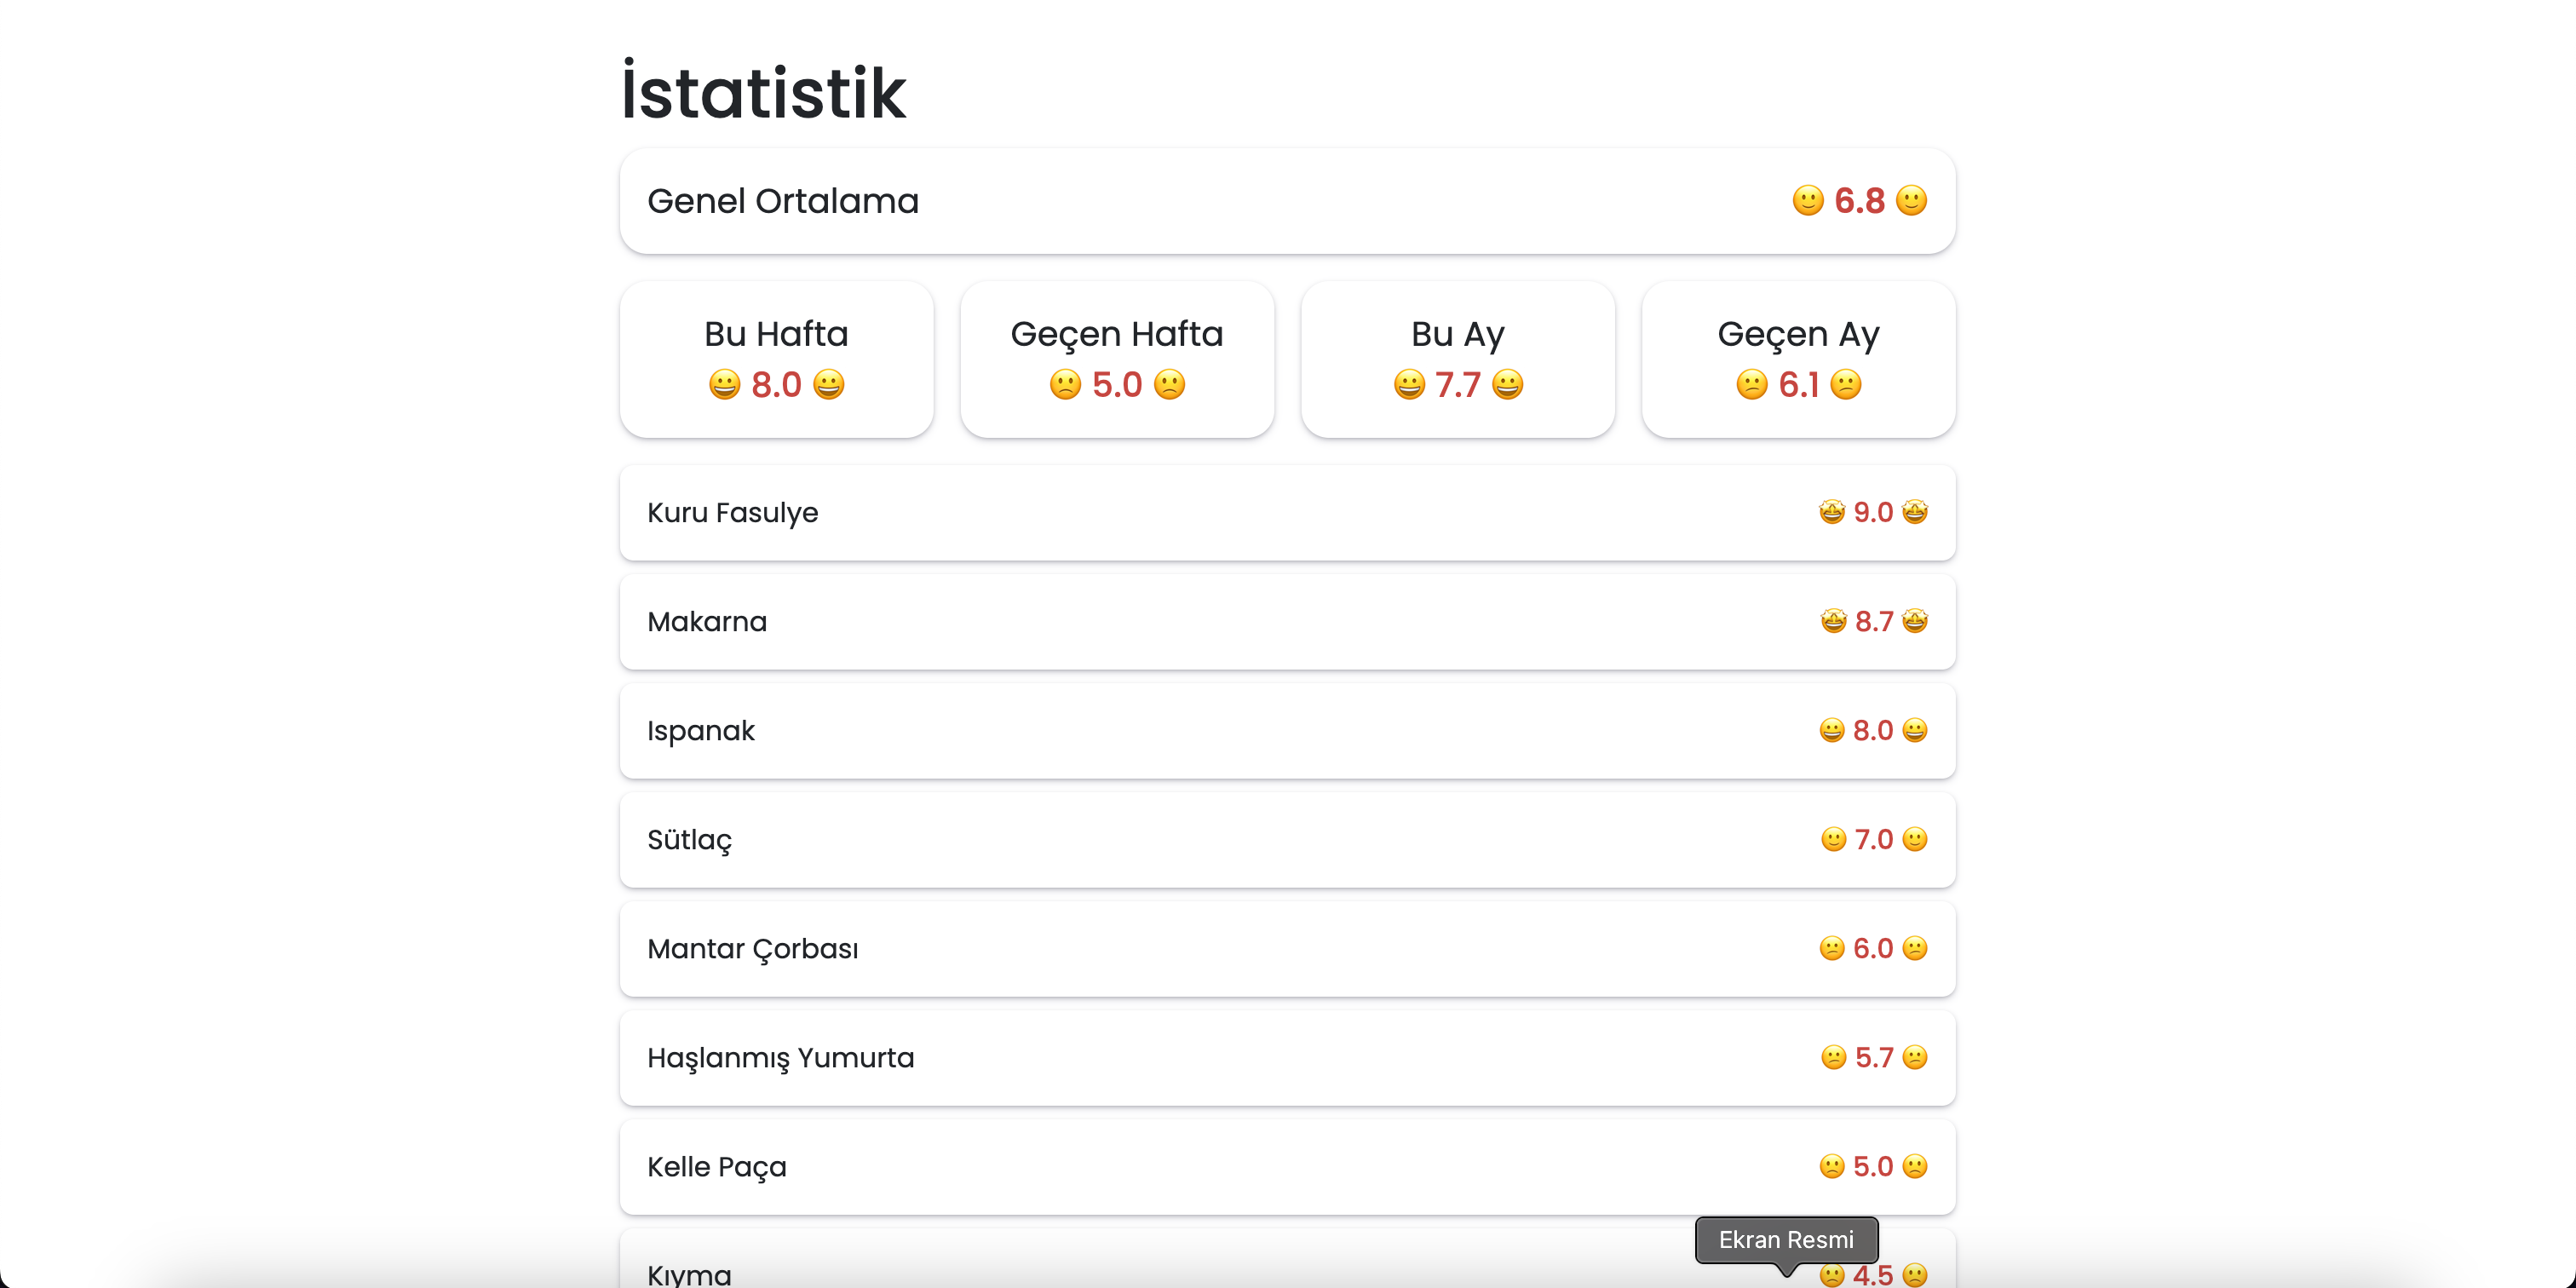 İstatistik
Genel Ortalama 🙂 6.8 🙂
Bu Hafta
😀 8.0 😀
Geçen Hafta
🙁 5.0 🙁
Bu Ay
😀 7.7 😀
Geçen Ay
😕 6.1 😕
Kuru Fasulye 🤩 9.0 🤩
Makarna 🤩 8.7 🤩
Ispanak 😀 8.0 😀
Sütlaç 🙂 7.0 🙂
Mantar Çorbası 😕 6.0 😕
Haşlanmış Yumurta 😕 5.7 😕
Kelle Paça 🙁 5.0 🙁
Ekran Resmi
Kıyma 🙁 4.5 🙁